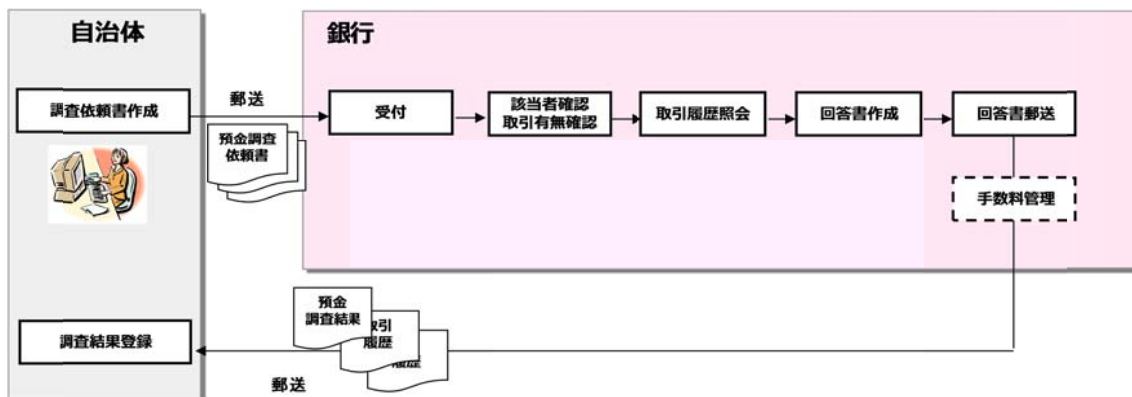 自治体
銀行
調査依頼書作成
郵送
預金調査
依頼書
受付
該当者確認
取引有無確認
取引履歴照会
回答書作成
回答書郵送
手数料管理
預金
調査結果
取引
履歴
履歴
調査結果登録
郵送